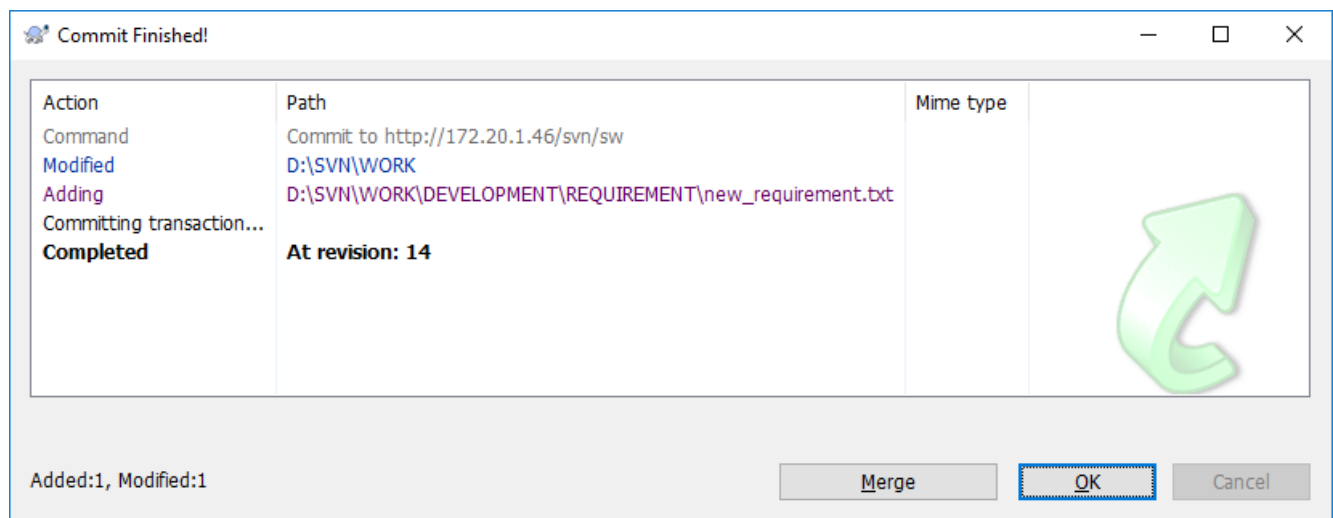 Commit Finished!
Action Path Mime type
Command Commit to http://172.20.1.46/svn/sw
Modified D:\SVN\WORK
Adding D:\SVN\WORK\DEVELOPMENT\REQUIREMENT\new_requirement.txt
Committing transaction...
Completed At revision: 14
Added:1, Modified:1 Merge OK Cancel